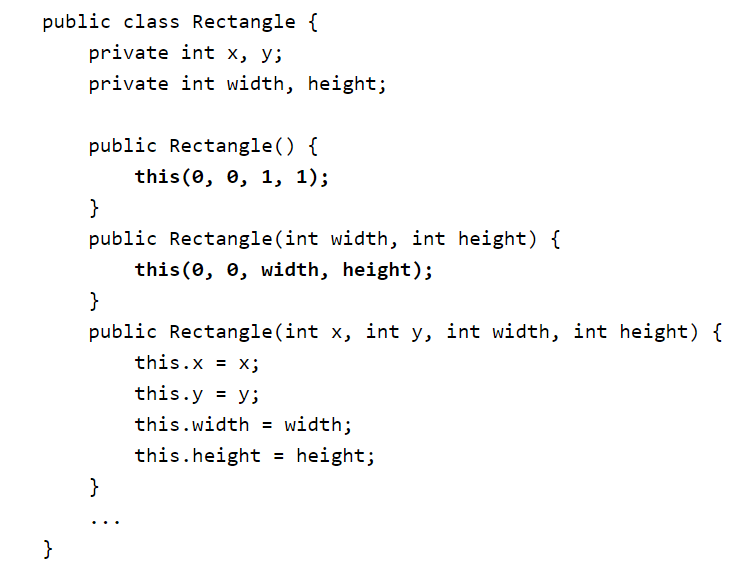 public class Rectangle {
    private int x, y;
    private int width, height;

    public Rectangle() {
        this(0, 0, 1, 1);
    }
    public Rectangle(int width, int height) {
        this(0, 0, width, height);
    }
    public Rectangle(int x, int y, int width, int height) {
        this.x = x;
        this.y = y;
        this.width = width;
        this.height = height;
    }
    ...
}